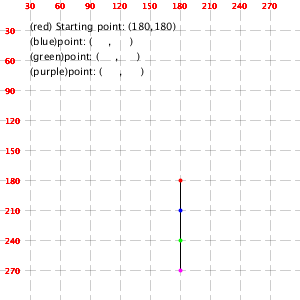 30 60 90 120 150 180 210 240 270
30
(red) Starting point: (180,180)
(blue)point: ( , )
(green)point: ( , )
(purple)point: ( , )
60
90
120
150
180
210
240
270